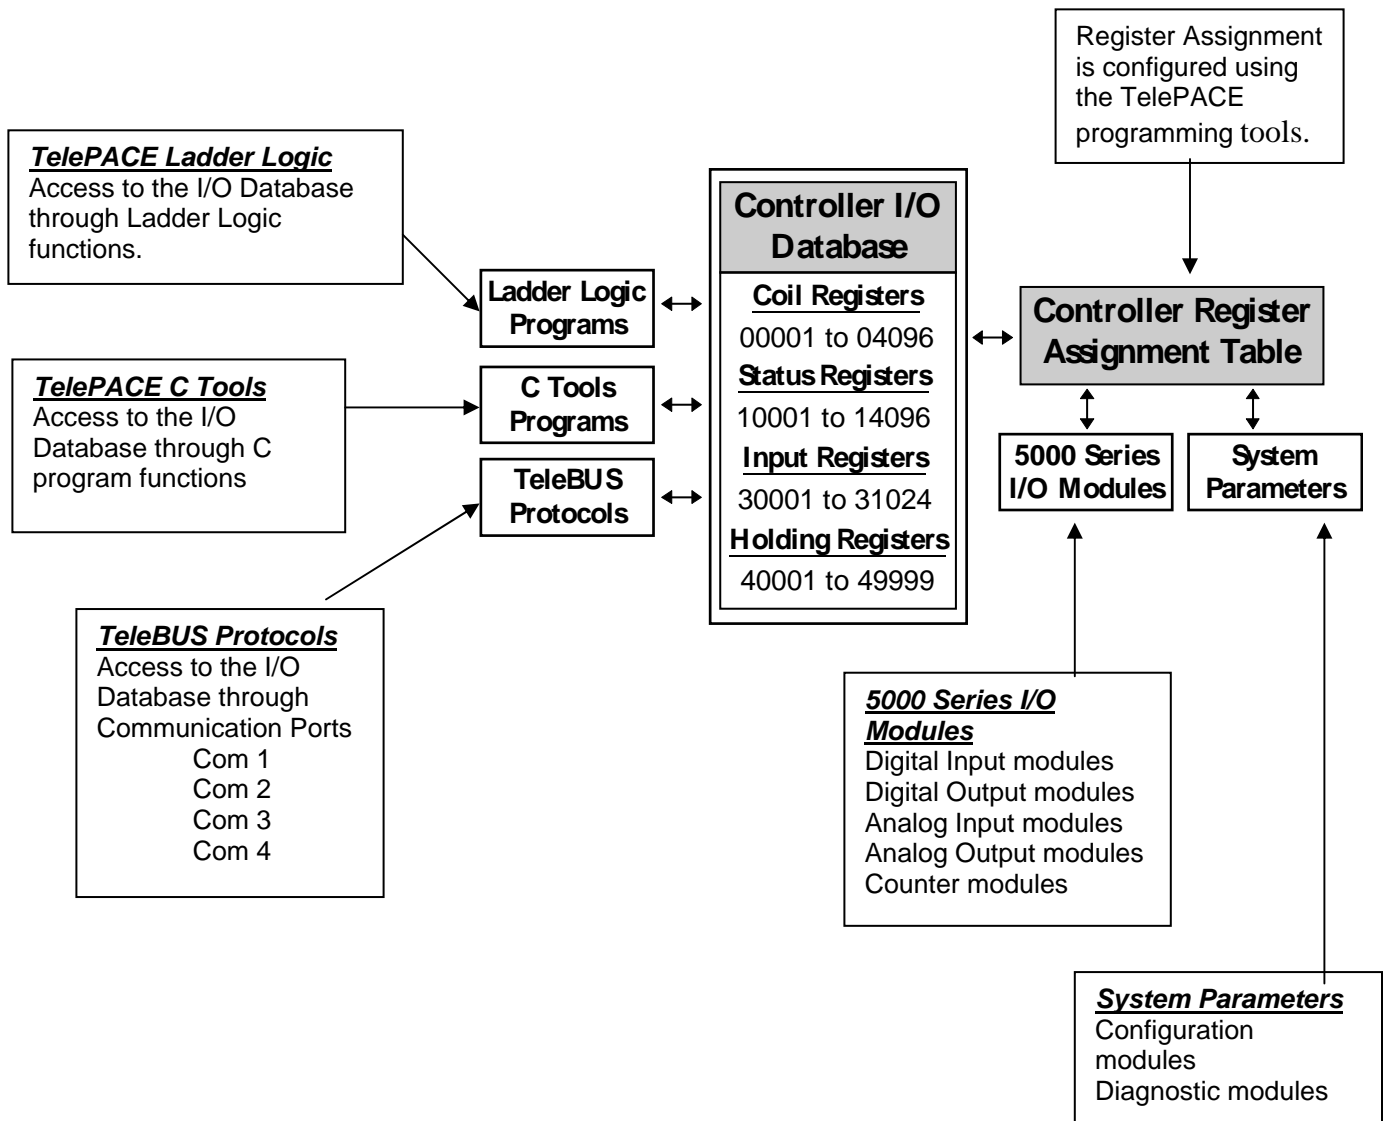 Register Assignment
is configured using
the TelePACE
programming tools.
TelePACE Ladder Logic
Access to the I/O Database
through Ladder Logic
functions.
TelePACE C Tools
Access to the I/O
Database through C
program functions
TeleBUS Protocols
Access to the I/O
Database through
Communication Ports
Com 1
Com 2
Com 3
Com 4
Ladder Logic
Programs
C Tools
Programs
TeleBUS
Protocols
Controller I/O
Database
Coil Registers
00001 to 04096
Status Registers
10001 to 14096
Input Registers
30001 to 31024
Holding Registers
40001 to 49999
Controller Register
Assignment Table
5000 Series
I/O Modules
System
Parameters
5000 Series I/O
Modules
Digital Input modules
Digital Output modules
Analog Input modules
Analog Output modules
Counter modules
System Parameters
Configuration
modules
Diagnostic modules